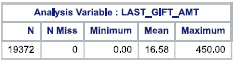 Analysis Variable : LAST_GIFT_AMT
N N Miss Minimum Mean Maximum
19372 0 0.00 16.58 450.00